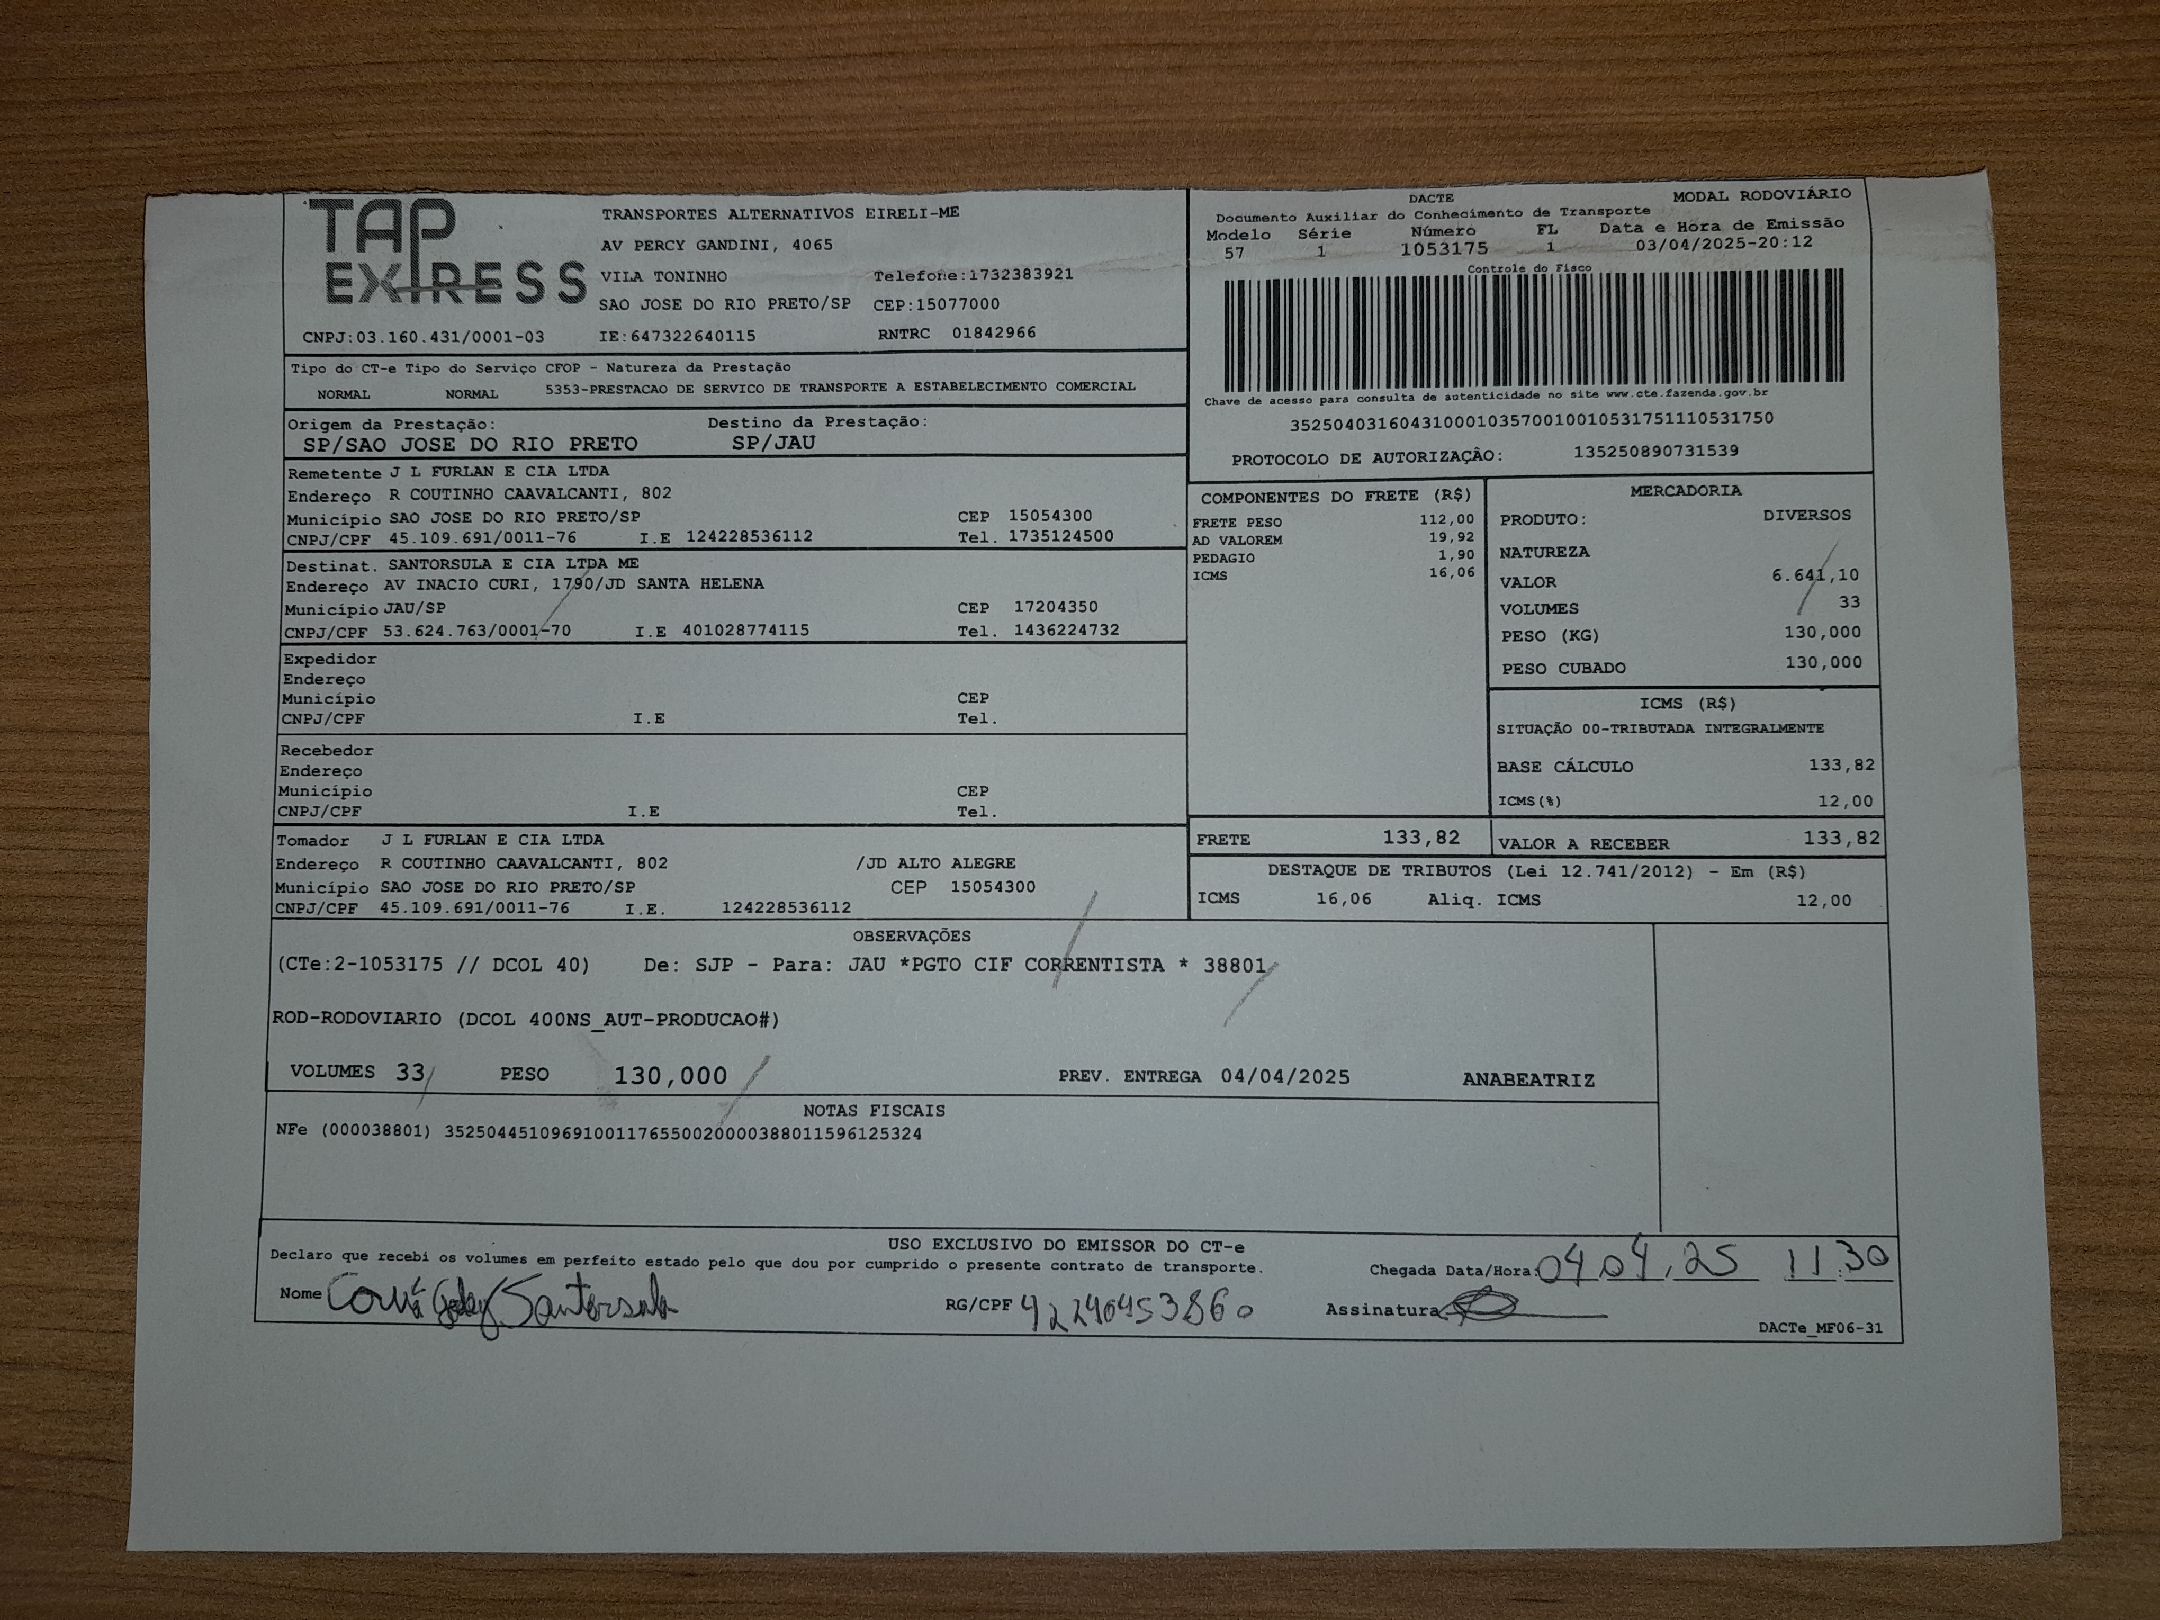 TAP
EXPRESS
TRANSPORTES ALTERNATIVOS EIRELI-ME
AV PERCY GANDINI, 4065
VILA TONINHO Telefone:1732383921
SAO JOSE DO RIO PRETO/SP CEP:15077000
CNPJ:03.160.431/0001-03 IE:647322640115 RNTRC 01842966
DACTE MODAL RODOVIÁRIO
Documento Auxiliar do Conhecimento de Transporte
Modelo Série Número FL Data e Hora de Emissão
57 1 1053175 1 03/04/2025-20:12
Controle do Fisco
Chave de acesso para consulta de autenticidade no site www.cte.fazenda.gov.br
35250403160431000103570010010531751110531750
PROTOCOLO DE AUTORIZAÇÃO: 135250890731539
Tipo do CT-e Tipo do Serviço CFOP - Natureza da Prestação
NORMAL NORMAL 5353-PRESTACAO DE SERVICO DE TRANSPORTE A ESTABELECIMENTO COMERCIAL
Origem da Prestação: Destino da Prestação:
SP/SAO JOSE DO RIO PRETO SP/JAU
Remetente J L FURLAN E CIA LTDA
Endereço R COUTINHO CAAVALCANTI, 802
Município SAO JOSE DO RIO PRETO/SP CEP 15054300
CNPJ/CPF 45.109.691/0011-76 I.E 124228536112 Tel. 1735124500
Destinat. SANTORSULA E CIA LTDA ME
Endereço AV INACIO CURI, 1790/JD SANTA HELENA
Município JAU/SP CEP 17204350
CNPJ/CPF 53.624.763/0001-70 I.E 401028774115 Tel. 1436224732
Expedidor
Endereço
Município CEP
CNPJ/CPF I.E Tel.
Recebedor
Endereço
Município CEP
CNPJ/CPF I.E Tel.
Tomador J L FURLAN E CIA LTDA
Endereço R COUTINHO CAAVALCANTI, 802 /JD ALTO ALEGRE
Município SAO JOSE DO RIO PRETO/SP CEP 15054300
CNPJ/CPF 45.109.691/0011-76 I.E. 124228536112
COMPONENTES DO FRETE (R$)
FRETE PESO 112,00
AD VALOREM 19,92
PEDAGIO 1,90
ICMS 16,06
MERCADORIA
PRODUTO: DIVERSOS
NATUREZA
VALOR 6.641,10
VOLUMES 33
PESO (KG) 130,000
PESO CUBADO 130,000
ICMS (R$)
SITUAÇÃO 00-TRIBUTADA INTEGRALMENTE
BASE CÁLCULO 133,82
ICMS(%) 12,00
FRETE 133,82 VALOR A RECEBER 133,82
DESTAQUE DE TRIBUTOS (Lei 12.741/2012) - Em (R$)
ICMS 16,06 Aliq. ICMS 12,00
OBSERVAÇÕES
(CTe:2-1053175 // DCOL 40) De: SJP - Para: JAU *PGTO CIF CORRENTISTA * 38801
ROD-RODOVIARIO (DCOL 400NS_AUT-PRODUCAO#)
VOLUMES 33 PESO 130,000 PREV. ENTREGA 04/04/2025 ANABEATRIZ
NOTAS FISCAIS
NFe (000038801) 35250445109691001176550020000388011596125324
USO EXCLUSIVO DO EMISSOR DO CT-e
Declaro que recebi os volumes em perfeito estado pelo que dou por cumprido o presente contrato de transporte.
Chegada Data/Hora: 04 04.25 11:30
Nome Santorsula RG/CPF 42240453860 Assinatura
DACTe_MF06-31